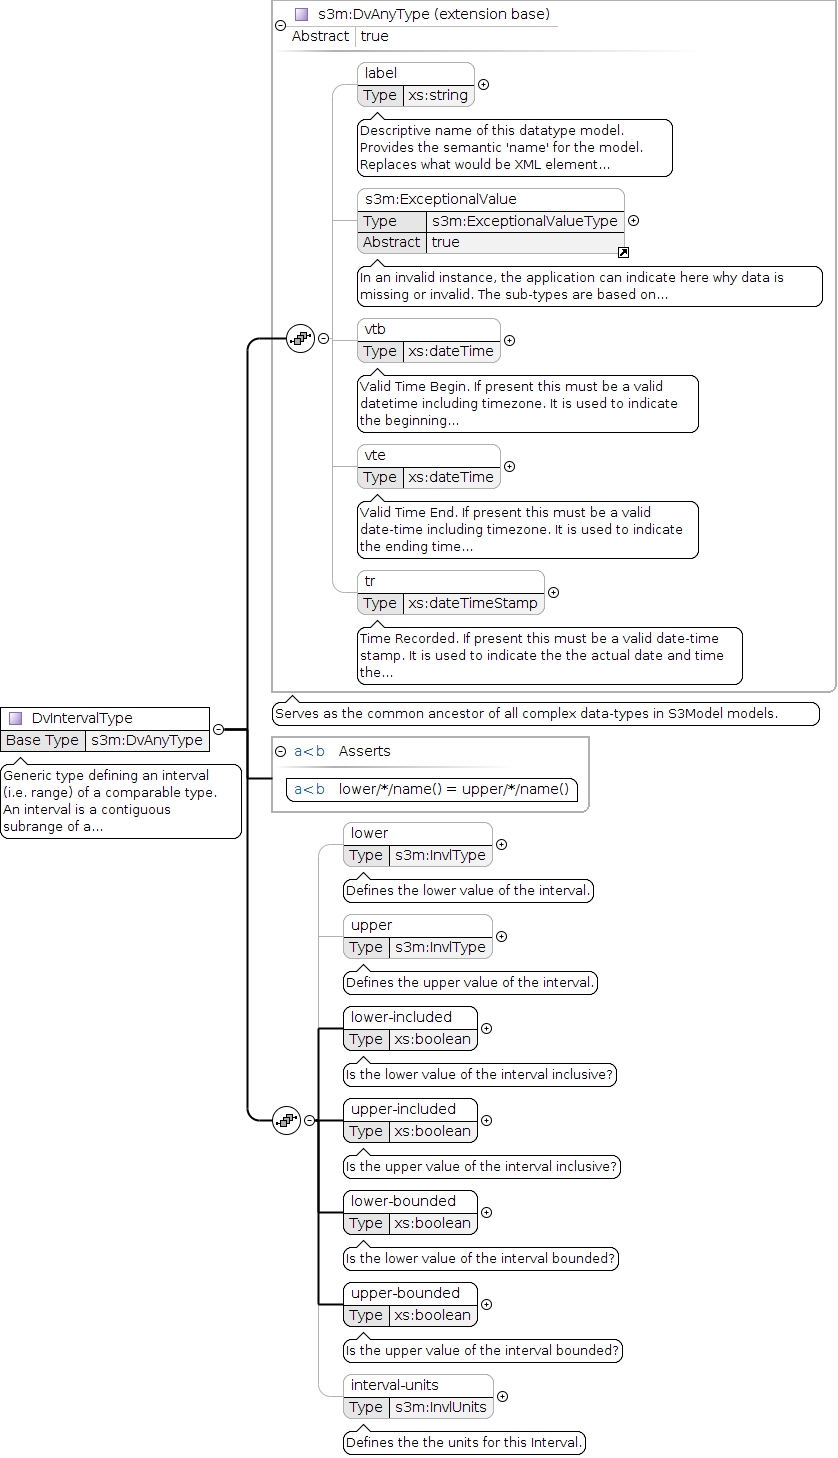 s3m:DvAnyType (extension base)
Abstract true
label
Type xs:string
Descriptive name of this datatype model.
Provides the semantic 'name' for the model.
Replaces what would be XML element...
s3m:ExceptionalValue
Type s3m:ExceptionalValueType
Abstract true
In an invalid instance, the application can indicate here why data is
missing or invalid. The sub-types are based on...
vtb
Type xs:dateTime
Valid Time Begin. If present this must be a valid
datetime including timezone. It is used to indicate
the beginning...
vte
Type xs:dateTime
Valid Time End. If present this must be a valid
date-time including timezone. It is used to indicate
the ending time...
tr
Type xs:dateTimeStamp
Time Recorded. If present this must be a valid date-time
stamp. It is used to indicate the the actual date and time
the...
Serves as the common ancestor of all complex data-types in S3Model models.
DvIntervalType
Base Type s3m:DvAnyType
Generic type defining an interval
(i.e. range) of a comparable type.
An interval is a contiguous
subrange of a...
a<b Asserts
a<b lower/*/name() = upper/*/name()
lower
Type s3m:InvlType
Defines the lower value of the interval.
upper
Type s3m:InvlType
Defines the upper value of the interval.
lower-included
Type xs:boolean
Is the lower value of the interval inclusive?
upper-included
Type xs:boolean
Is the upper value of the interval inclusive?
lower-bounded
Type xs:boolean
Is the lower value of the interval bounded?
upper-bounded
Type xs:boolean
Is the upper value of the interval bounded?
interval-units
Type s3m:InvlUnits
Defines the the units for this Interval.